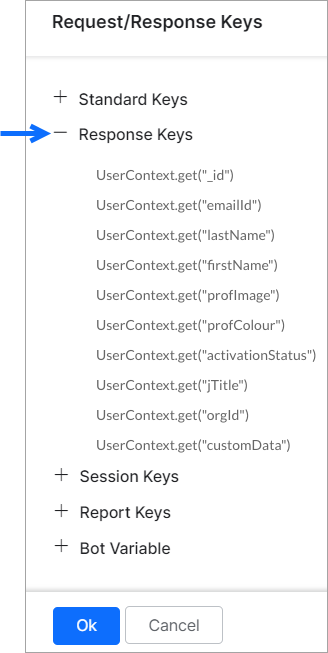 Request/Response Keys
+ Standard Keys
− Response Keys
UserContext.get("_id")
UserContext.get("emailId")
UserContext.get("lastName")
UserContext.get("firstName")
UserContext.get("profImage")
UserContext.get("profColour")
UserContext.get("activationStatus")
UserContext.get("jTitle")
UserContext.get("orgId")
UserContext.get("customData")
+ Session Keys
+ Report Keys
+ Bot Variable
Ok Cancel